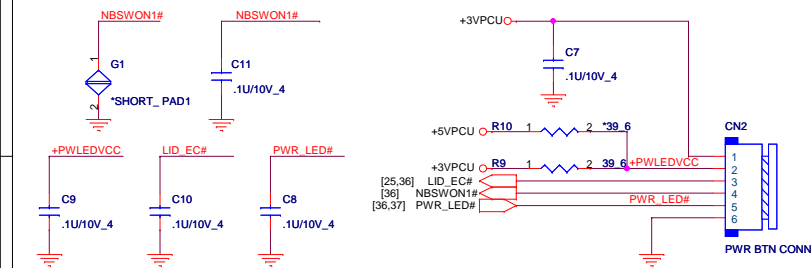 NBSWON1#
NBSWON1#
+3VPCU
1
G1
2
*SHORT_ PAD1
C11
.1U/10V_4
C7
.1U/10V_4
+5VPCU
R10
1
2
*39_6
CN2
+PWLEDVCC
LID_EC#
PWR_LED#
+3VPCU
R9
1
2
39_6
+PWLEDVCC
1
2
3
4
5
6
[25,36] LID_EC#
[36] NBSWON1#
[36,37] PWR_LED#
PWR_LED#
C9
.1U/10V_4
C10
.1U/10V_4
C8
.1U/10V_4
PWR BTN CONN